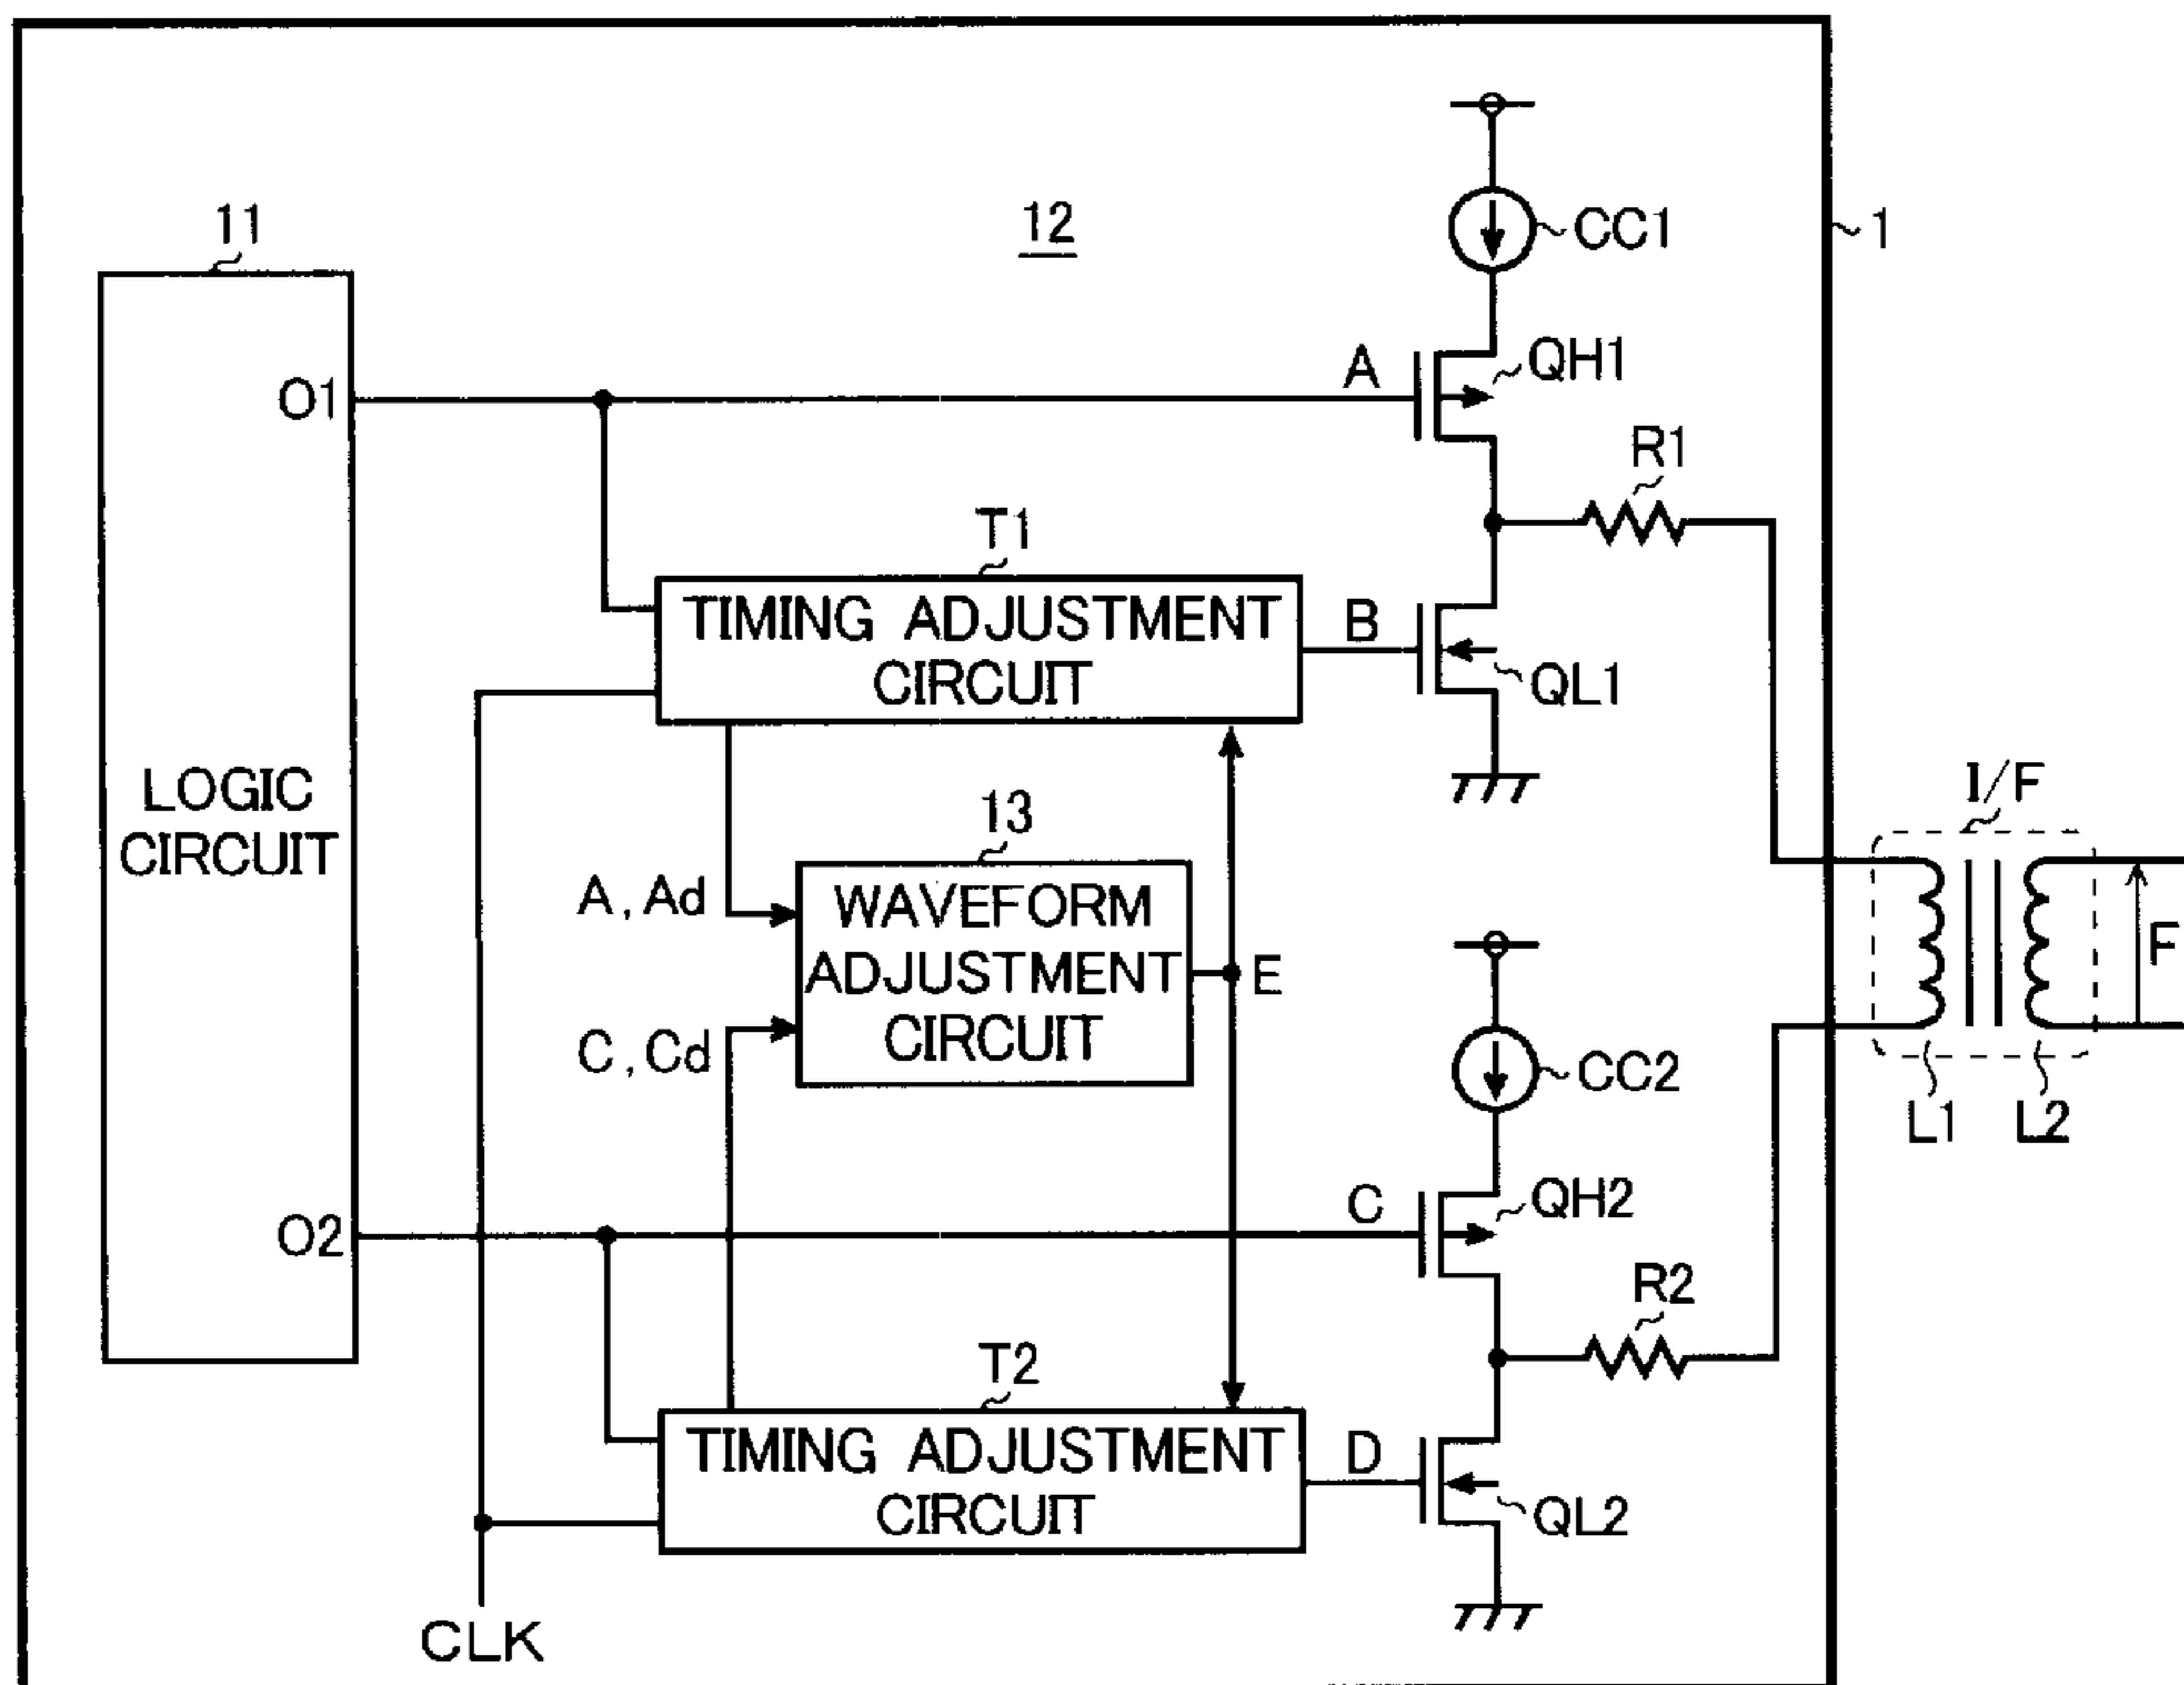 11
12
CC1
1
O1
A
QH1
R1
T1
TIMING ADJUSTMENT
CIRCUIT
B
QL1
LOGIC
CIRCUIT
13
I/F
A, Ad
WAVEFORM
ADJUSTMENT
CIRCUIT
E
F
C, Cd
CC2
L1
L2
O2
C
QH2
R2
T2
TIMING ADJUSTMENT
CIRCUIT
D
QL2
CLK